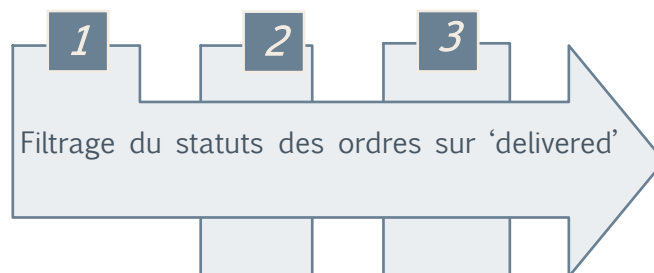 1 2 3
Filtrage du statuts des ordres sur ‘delivered’